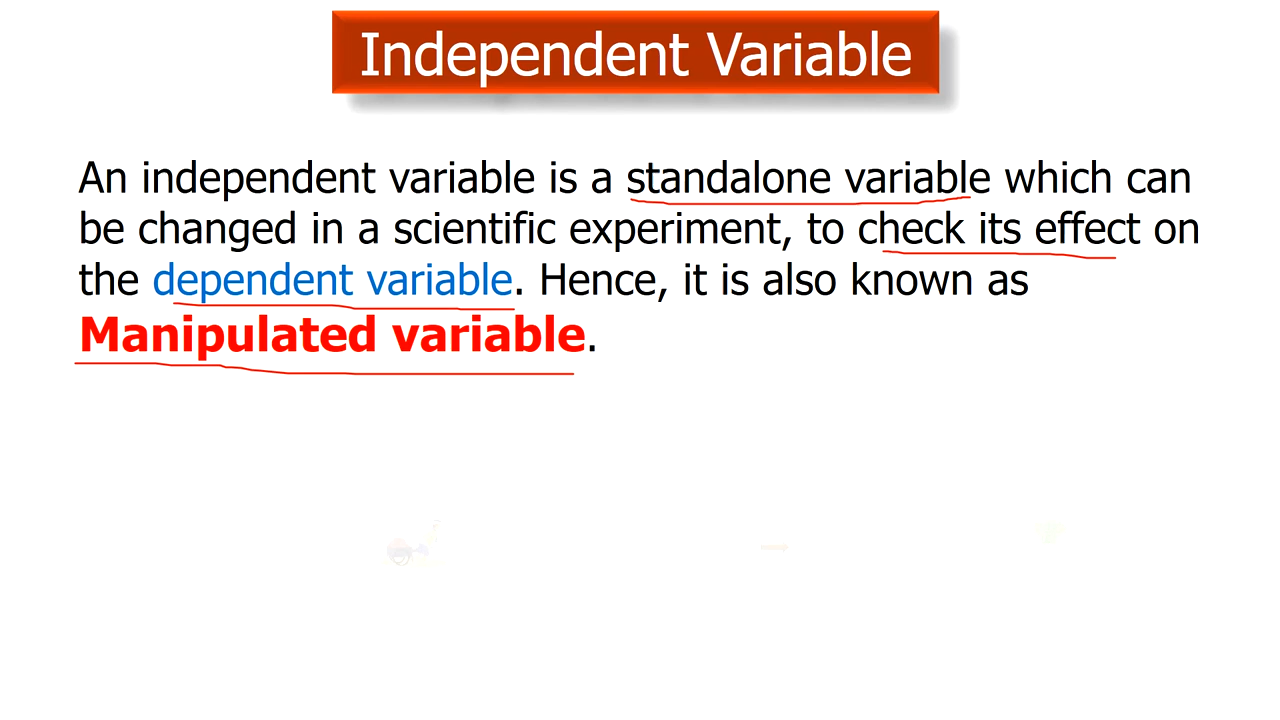 Independent Variable
An independent variable is a standalone variable which can
be changed in a scientific experiment, to check its effect on
the dependent variable. Hence, it is also known as
Manipulated variable.